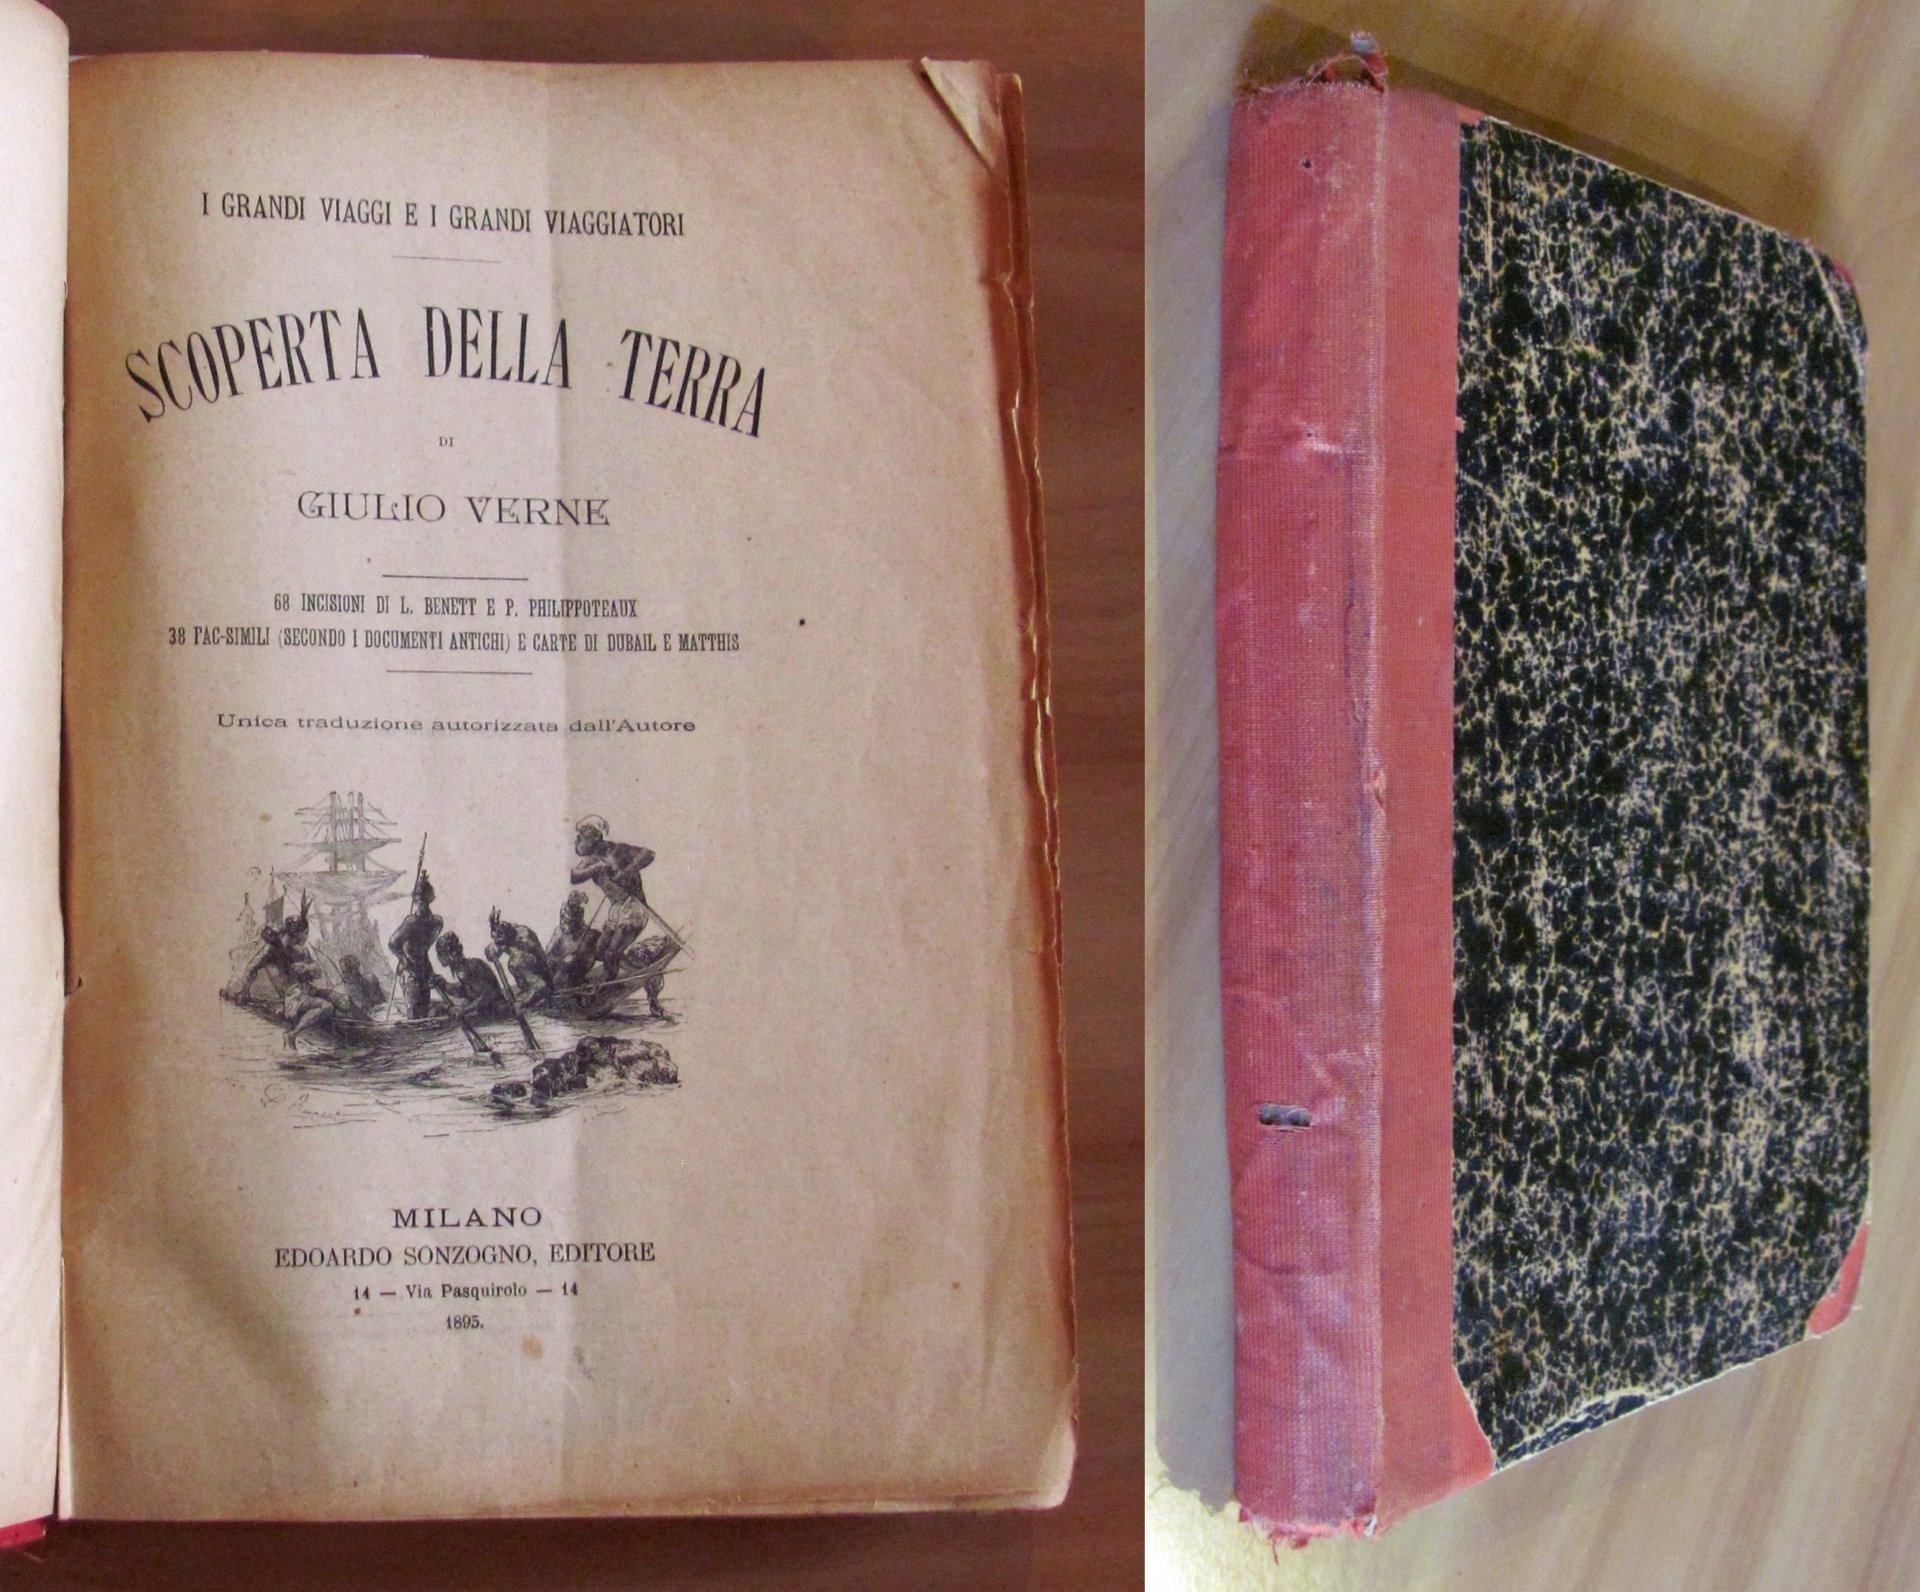 I GRANDI VIAGGI E I GRANDI VIAGGIATORI
SCOPERTA DELLA TERRA
DI
GIULIO VERNE
68 INCISIONI DI L. BENETT E P. PHILIPPOTEAUX
38 FAC-SIMILI (SECONDO I DOCUMENTI ANTICHI) E CARTE DI DUBAIL E MATTHIS
Unica traduzione autorizzata dall'Autore
MILANO
EDOARDO SONZOGNO, EDITORE
14 — Via Pasquirolo — 14
1895.